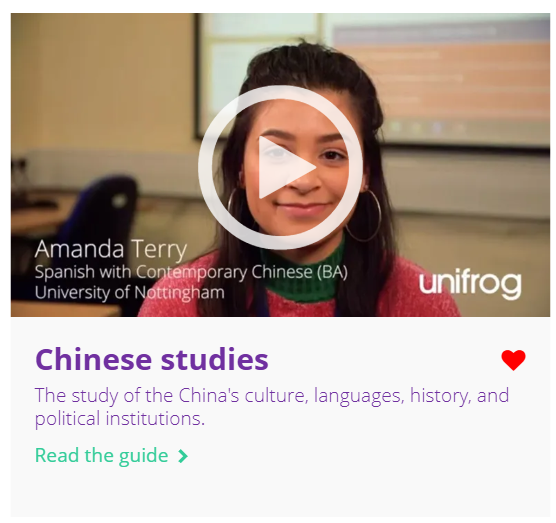 Amanda Terry
Spanish with Contemporary Chinese (BA)
University of Nottingham
unifrog
Chinese studies
The study of the China's culture, languages, history, and
political institutions.
Read the guide